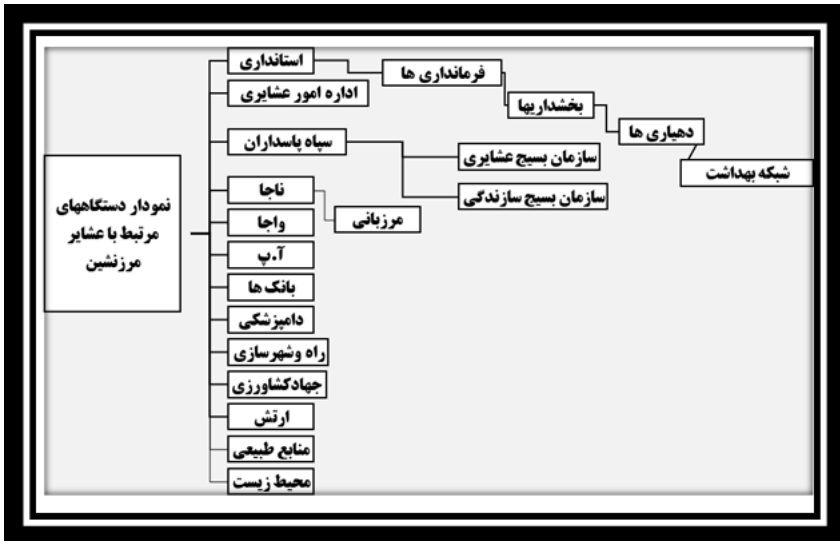 نمودار دستگاههای
مرتبط با عشایر
مرزنشین
استانداری
فرمانداری ها
بخشداریها
دهیاری ها
شبکه بهداشت
اداره امور عشایری
سپاه پاسداران
سازمان بسیج عشایری
سازمان بسیج سازندگی
ناجا
مرزبانی
واجا
آ.پ
بانک ها
دامپزشکی
راه وشهرسازی
جهادکشاورزی
ارتش
منابع طبیعی
محیط زیست